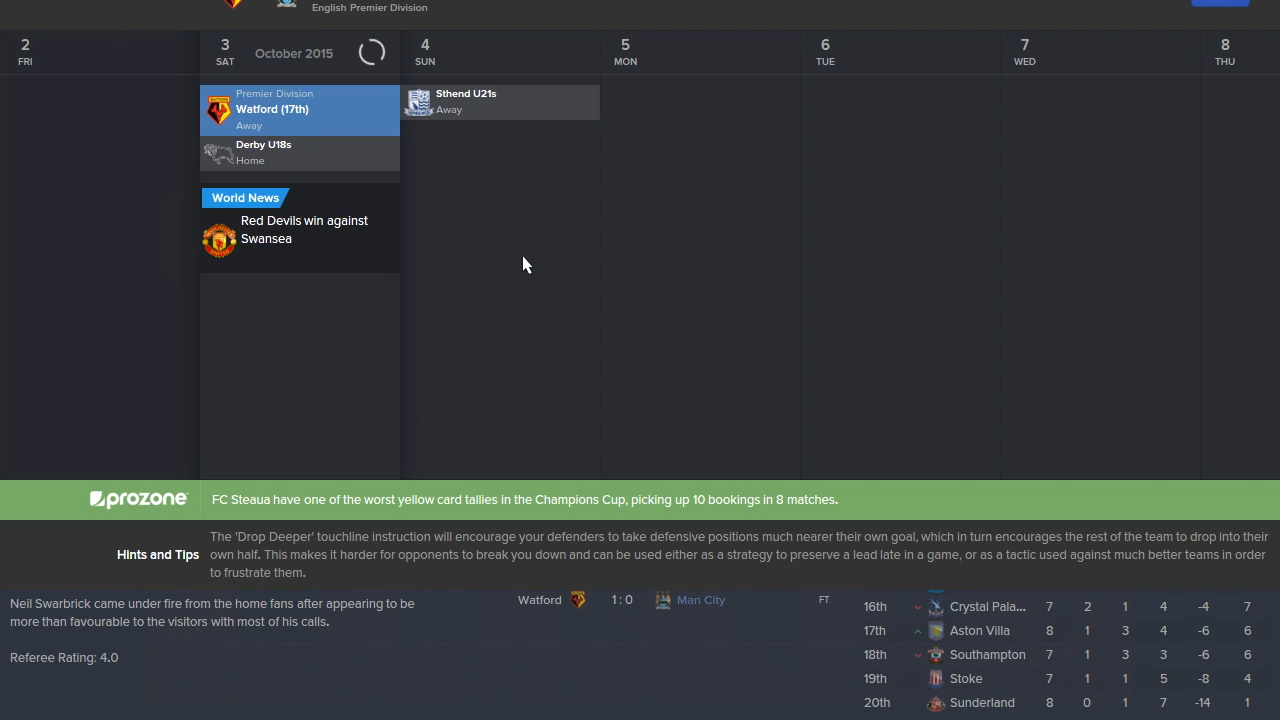 English Premier Division
2
FRI
3
SAT
October 2015
4
SUN
5
MON
6
TUE
7
WED
8
THU
Premier Division
Watford (17th)
Away
Derby U18s
Home
Sthend U21s
Away
World News
Red Devils win against
Swansea
prozone
FC Steaua have one of the worst yellow card tallies in the Champions Cup, picking up 10 bookings in 8 matches.
Hints and Tips
The 'Drop Deeper' touchline instruction will encourage your defenders to take defensive positions much nearer their own goal, which in turn encourages the rest of the team to drop into their
own half. This makes it harder for opponents to break you down and can be used either as a strategy to preserve a lead late in a game, or as a tactic used against much better teams in order
to frustrate them.
Neil Swarbrick came under fire from the home fans after appearing to be
more than favourable to the visitors with most of his calls.
Referee Rating: 4.0
Watford 1 : 0 Man City FT
16th Crystal Pala... 7 2 1 4 -4 7
17th Aston Villa 8 1 3 4 -6 6
18th Southampton 7 1 3 3 -6 6
19th Stoke 7 1 1 5 -8 4
20th Sunderland 8 0 1 7 -14 1